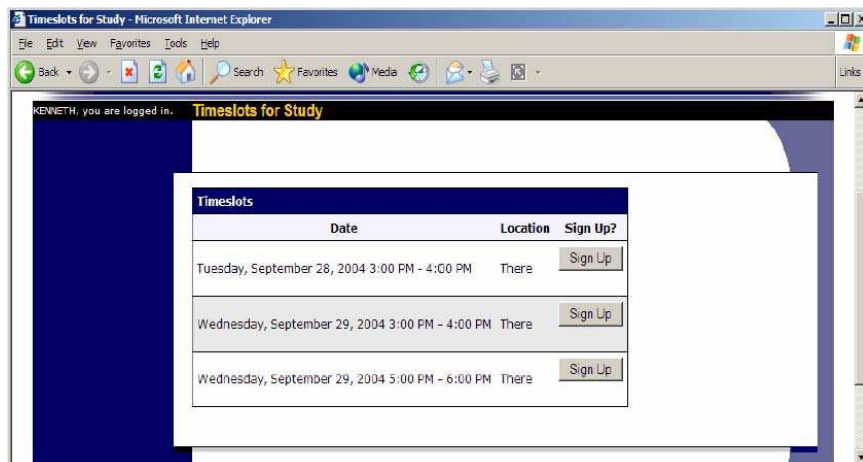 Timeslots for Study - Microsoft Internet Explorer
File Edit View Favorites Tools Help
Back Search Favorites Media Links
KENNETH, you are logged in. Timeslots for Study
Timeslots
Date Location Sign Up?
Tuesday, September 28, 2004 3:00 PM - 4:00 PM There Sign Up
Wednesday, September 29, 2004 3:00 PM - 4:00 PM There Sign Up
Wednesday, September 29, 2004 5:00 PM - 6:00 PM There Sign Up